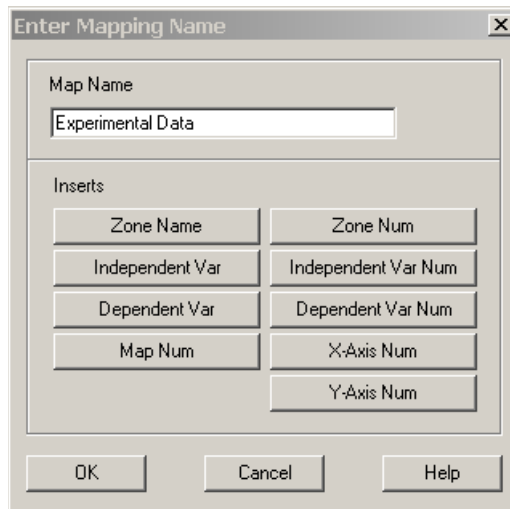 Enter Mapping Name
Map Name
Experimental Data
Inserts
Zone Name Zone Num
Independent Var Independent Var Num
Dependent Var Dependent Var Num
Map Num X-Axis Num
Y-Axis Num
OK Cancel Help